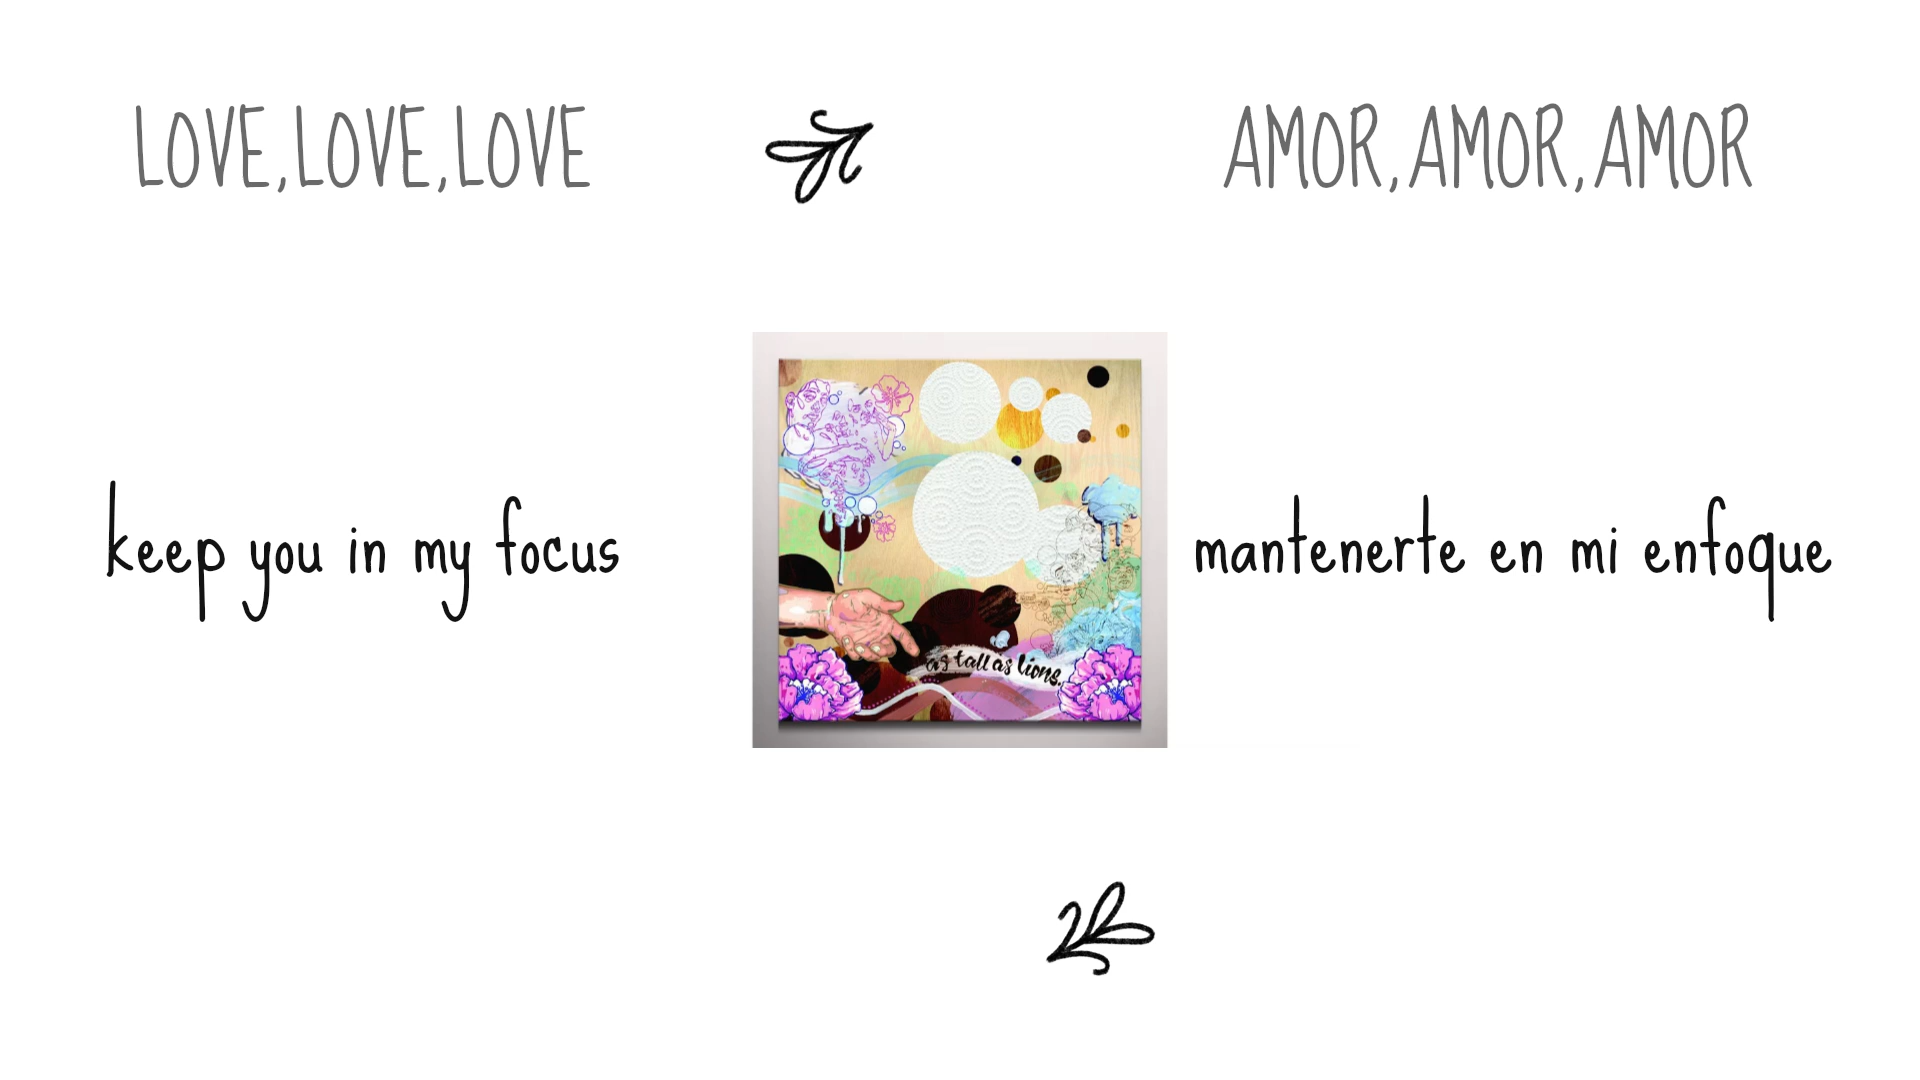 LOVE,LOVE,LOVE
AMOR,AMOR,AMOR
keep you in my focus
mantenerte en mi enfoque
as tall as lions.